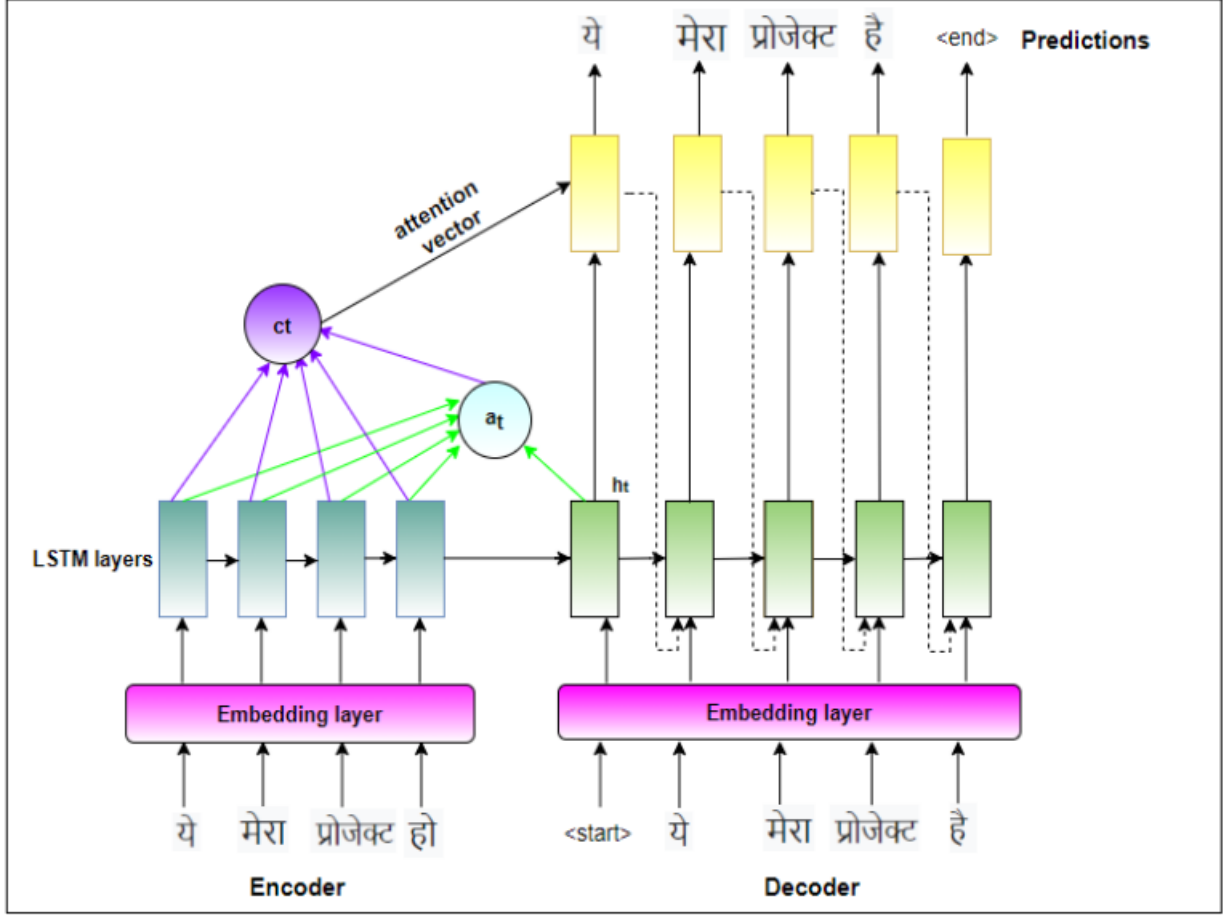 ये मेरा प्रोजेक्ट है <end> Predictions
attention
vector
ct
at
ht
LSTM layers
Embedding layer
Embedding layer
ये मेरा प्रोजेक्ट हो
<start> ये मेरा प्रोजेक्ट है
Encoder
Decoder